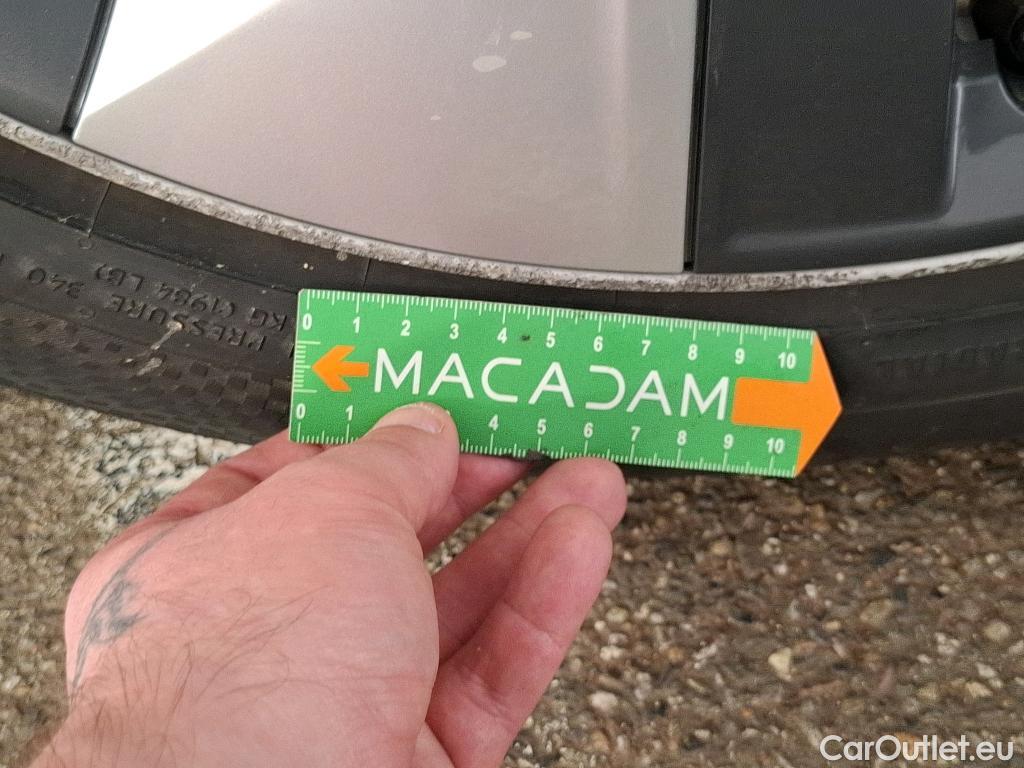 PRESSURE 340
KG (1984 LB)
0 1 2 3 4 5 6 7 8 9 10
MACADAM
0 1 4 5 6 7 8 9 10
CarOutlet.eu